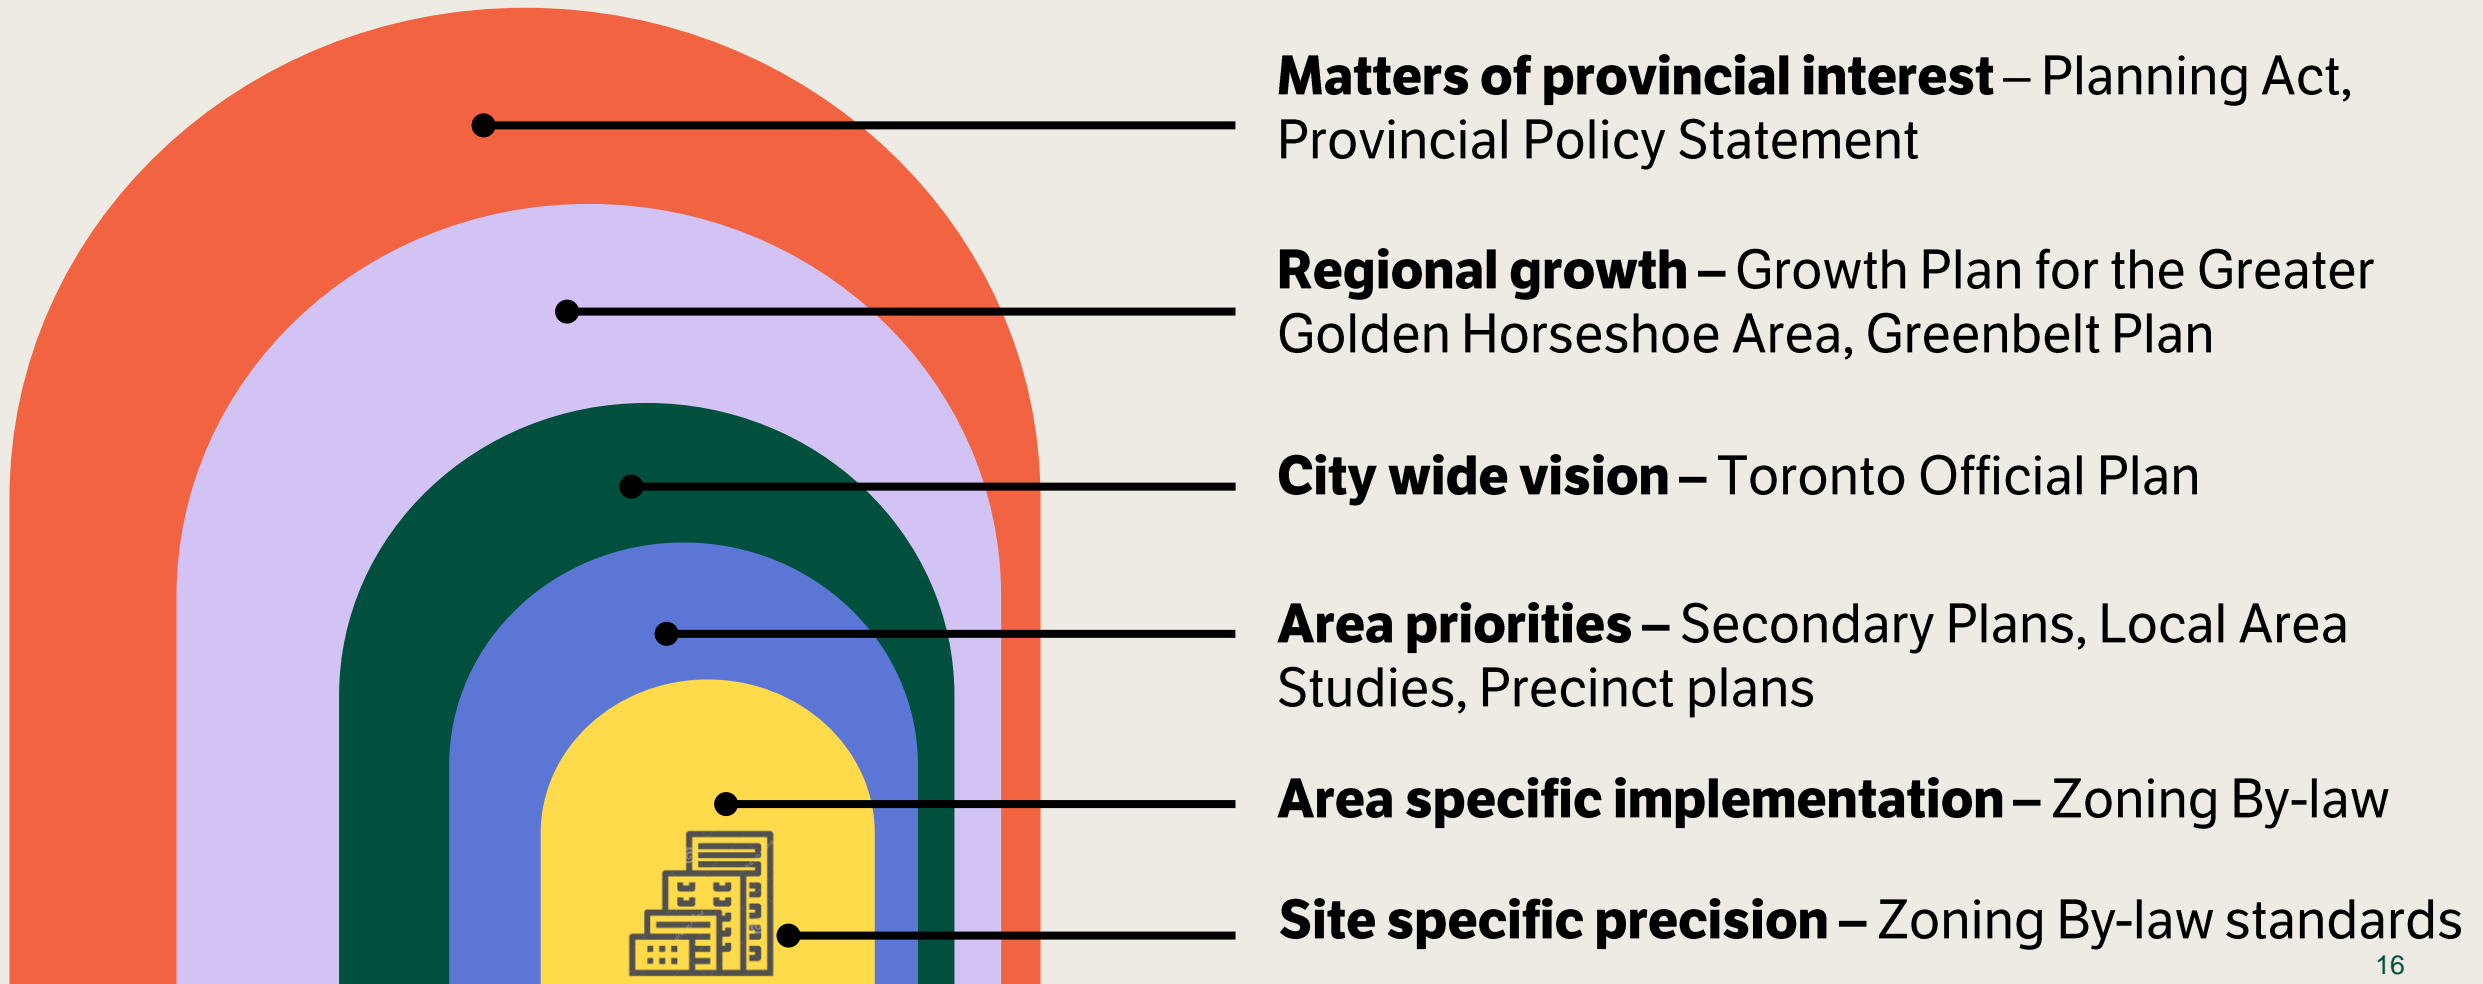 Matters of provincial interest – Planning Act,
Provincial Policy Statement
Regional growth – Growth Plan for the Greater
Golden Horseshoe Area, Greenbelt Plan
City wide vision – Toronto Official Plan
Area priorities – Secondary Plans, Local Area
Studies, Precinct plans
Area specific implementation – Zoning By-law
Site specific precision – Zoning By-law standards
16